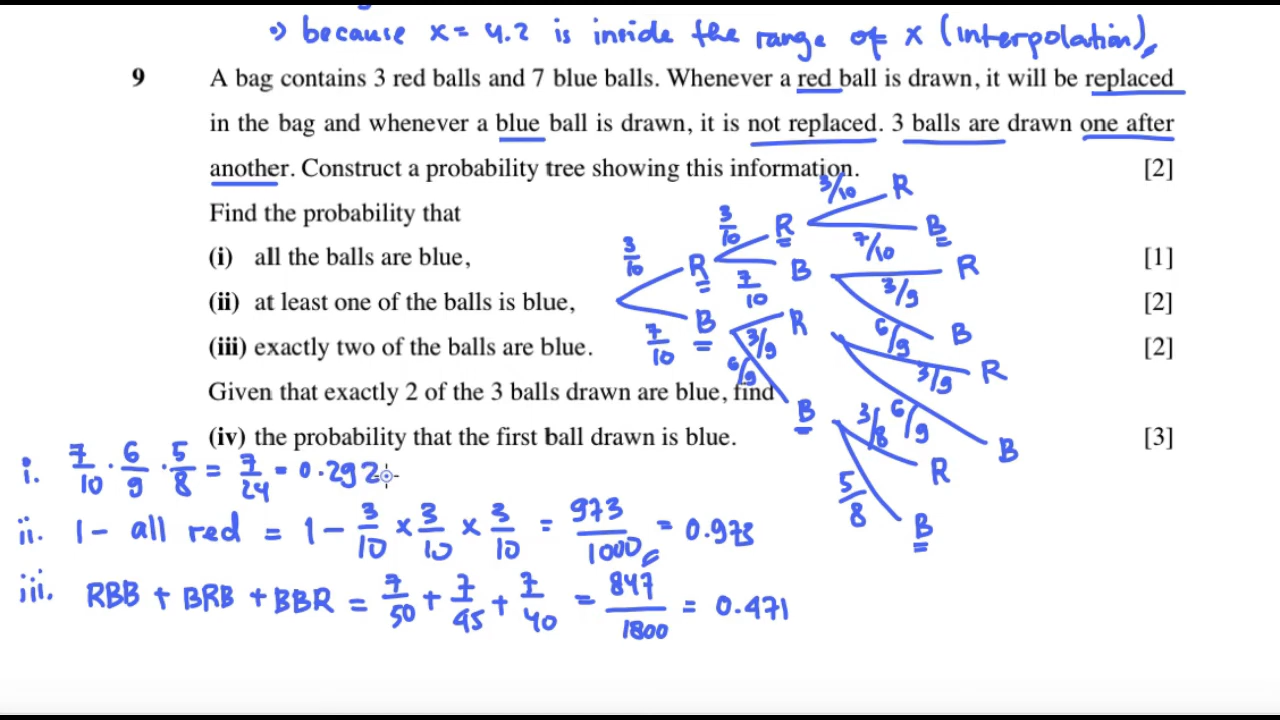 ⇒ because x = 4.2 is inside the range of x (interpolation).
9 A bag contains 3 red balls and 7 blue balls. Whenever a red ball is drawn, it will be replaced
in the bag and whenever a blue ball is drawn, it is not replaced. 3 balls are drawn one after
another. Construct a probability tree showing this information. [2]
Find the probability that
(i) all the balls are blue, [1]
(ii) at least one of the balls is blue, [2]
(iii) exactly two of the balls are blue. [2]
Given that exactly 2 of the 3 balls drawn are blue, find
(iv) the probability that the first ball drawn is blue. [3]
3/10 R
3/10 R
3/10 R
7/10 B
7/10 B
3/9 R
6/9 B
7/10 B
3/9 R
3/9 R
6/9 B
6/9 B
3/8 R
5/8 B
i. 7/10 · 6/9 · 5/8 = 7/24 = 0.292
ii. 1 - all red = 1 - 3/10 × 3/10 × 3/10 = 973/1000 = 0.973
iii. RBB + BRB + BBR = 7/50 + 7/45 + 7/40 = 847/1800 = 0.471